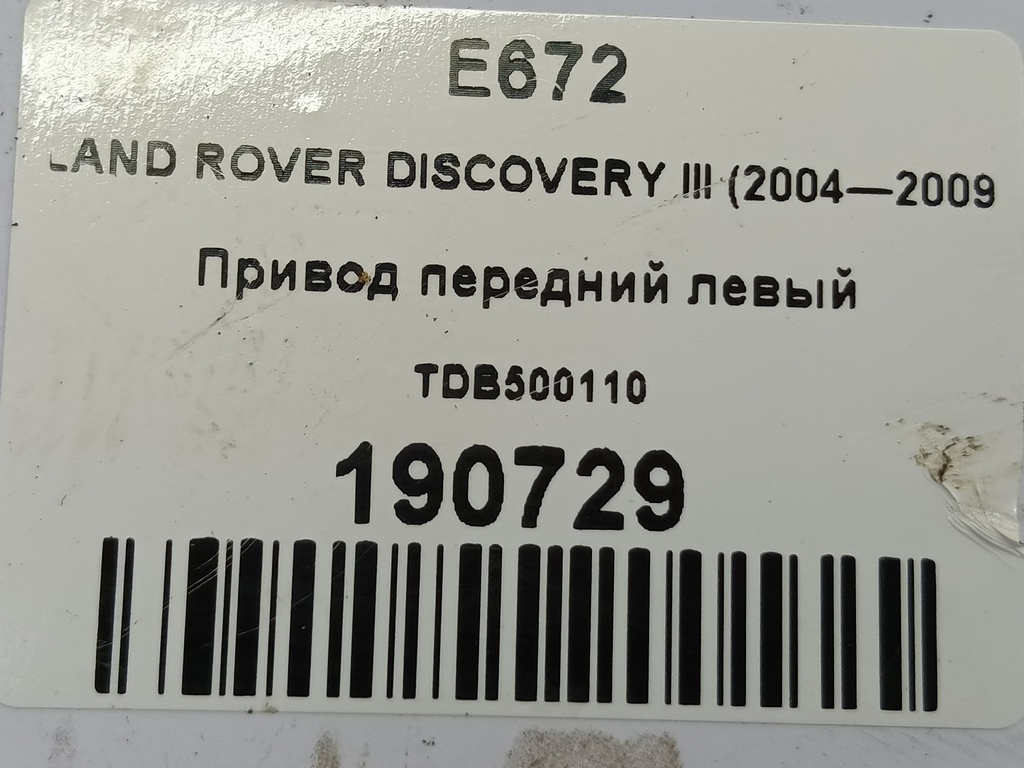 E672
LAND ROVER DISCOVERY III (2004—2009
Привод передний левый
TDB500110
190729